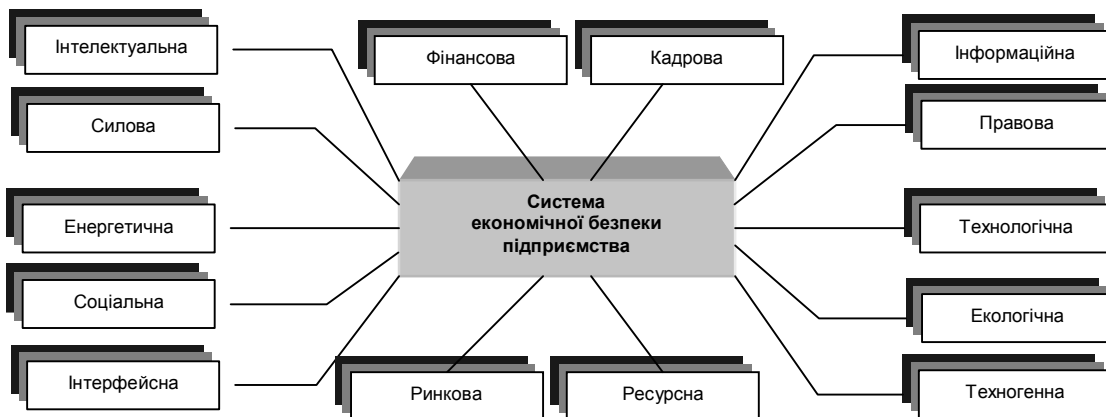 Інтелектуальна
Фінансова
Кадрова
Інформаційна
Силова
Правова
Система
економічної безпеки
підприємства
Енергетична
Технологічна
Соціальна
Екологічна
Інтерфейсна
Ринкова
Ресурсна
Техногенна